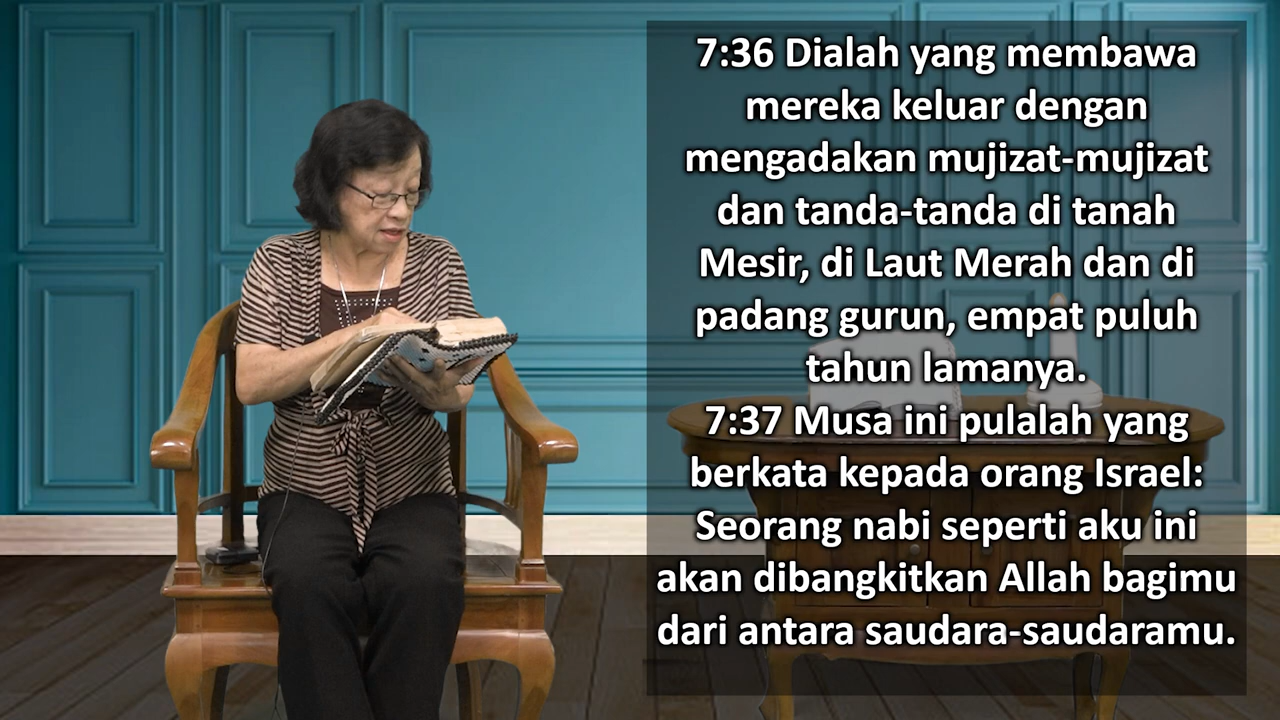 7:36 Dialah yang membawa
mereka keluar dengan
mengadakan mujizat-mujizat
dan tanda-tanda di tanah
Mesir, di Laut Merah dan di
padang gurun, empat puluh
tahun lamanya.
7:37 Musa ini pulalah yang
berkata kepada orang Israel:
Seorang nabi seperti aku ini
akan dibangkitkan Allah bagimu
dari antara saudara-saudaramu.